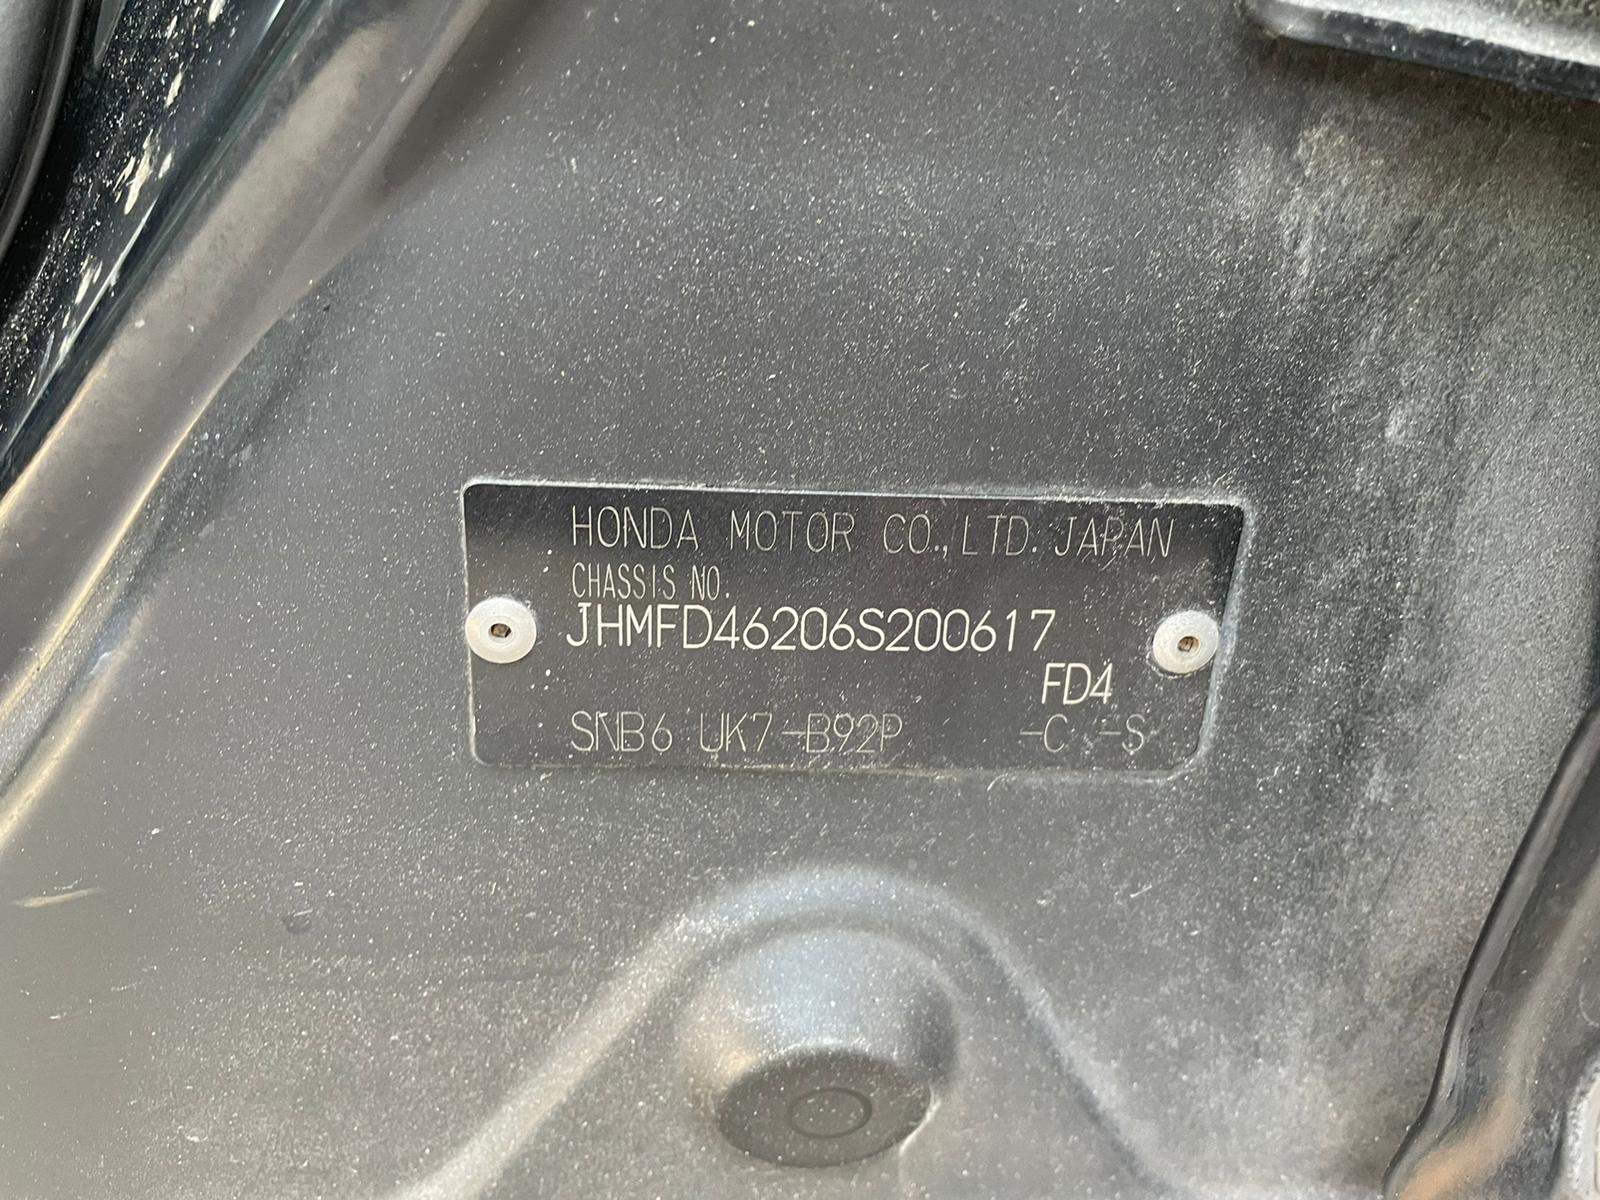 HONDA MOTOR CO., LTD. JAPAN
CHASSIS NO.
JHMFD46206S200617
FD4
SNB6 UK7-B92P -C -S